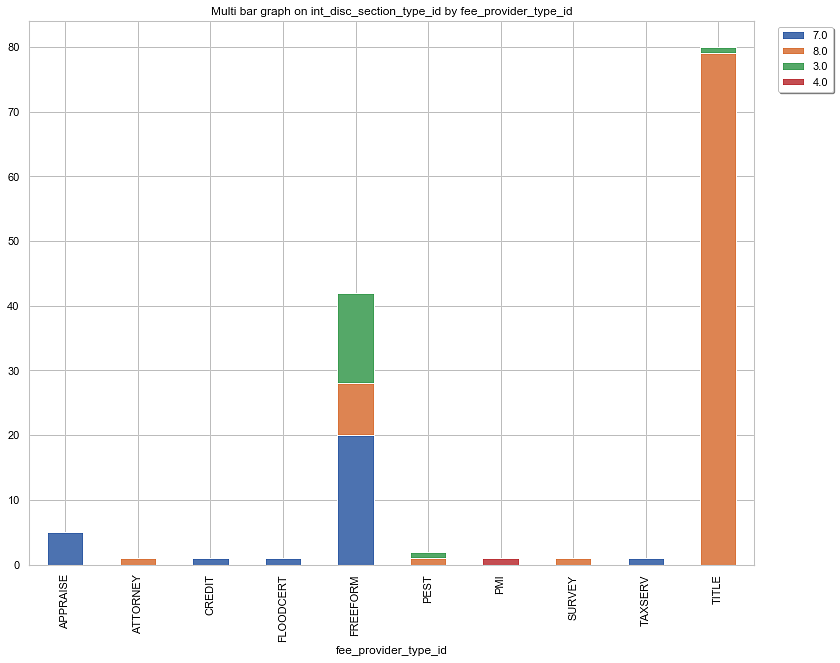 Multi bar graph on int_disc_section_type_id by fee_provider_type_id
7.0
8.0
3.0
4.0
80
70
60
50
40
30
20
10
0
APPRAISE
ATTORNEY
CREDIT
FLOODCERT
FREEFORM
PEST
PMI
SURVEY
TAXSERV
TITLE
fee_provider_type_id